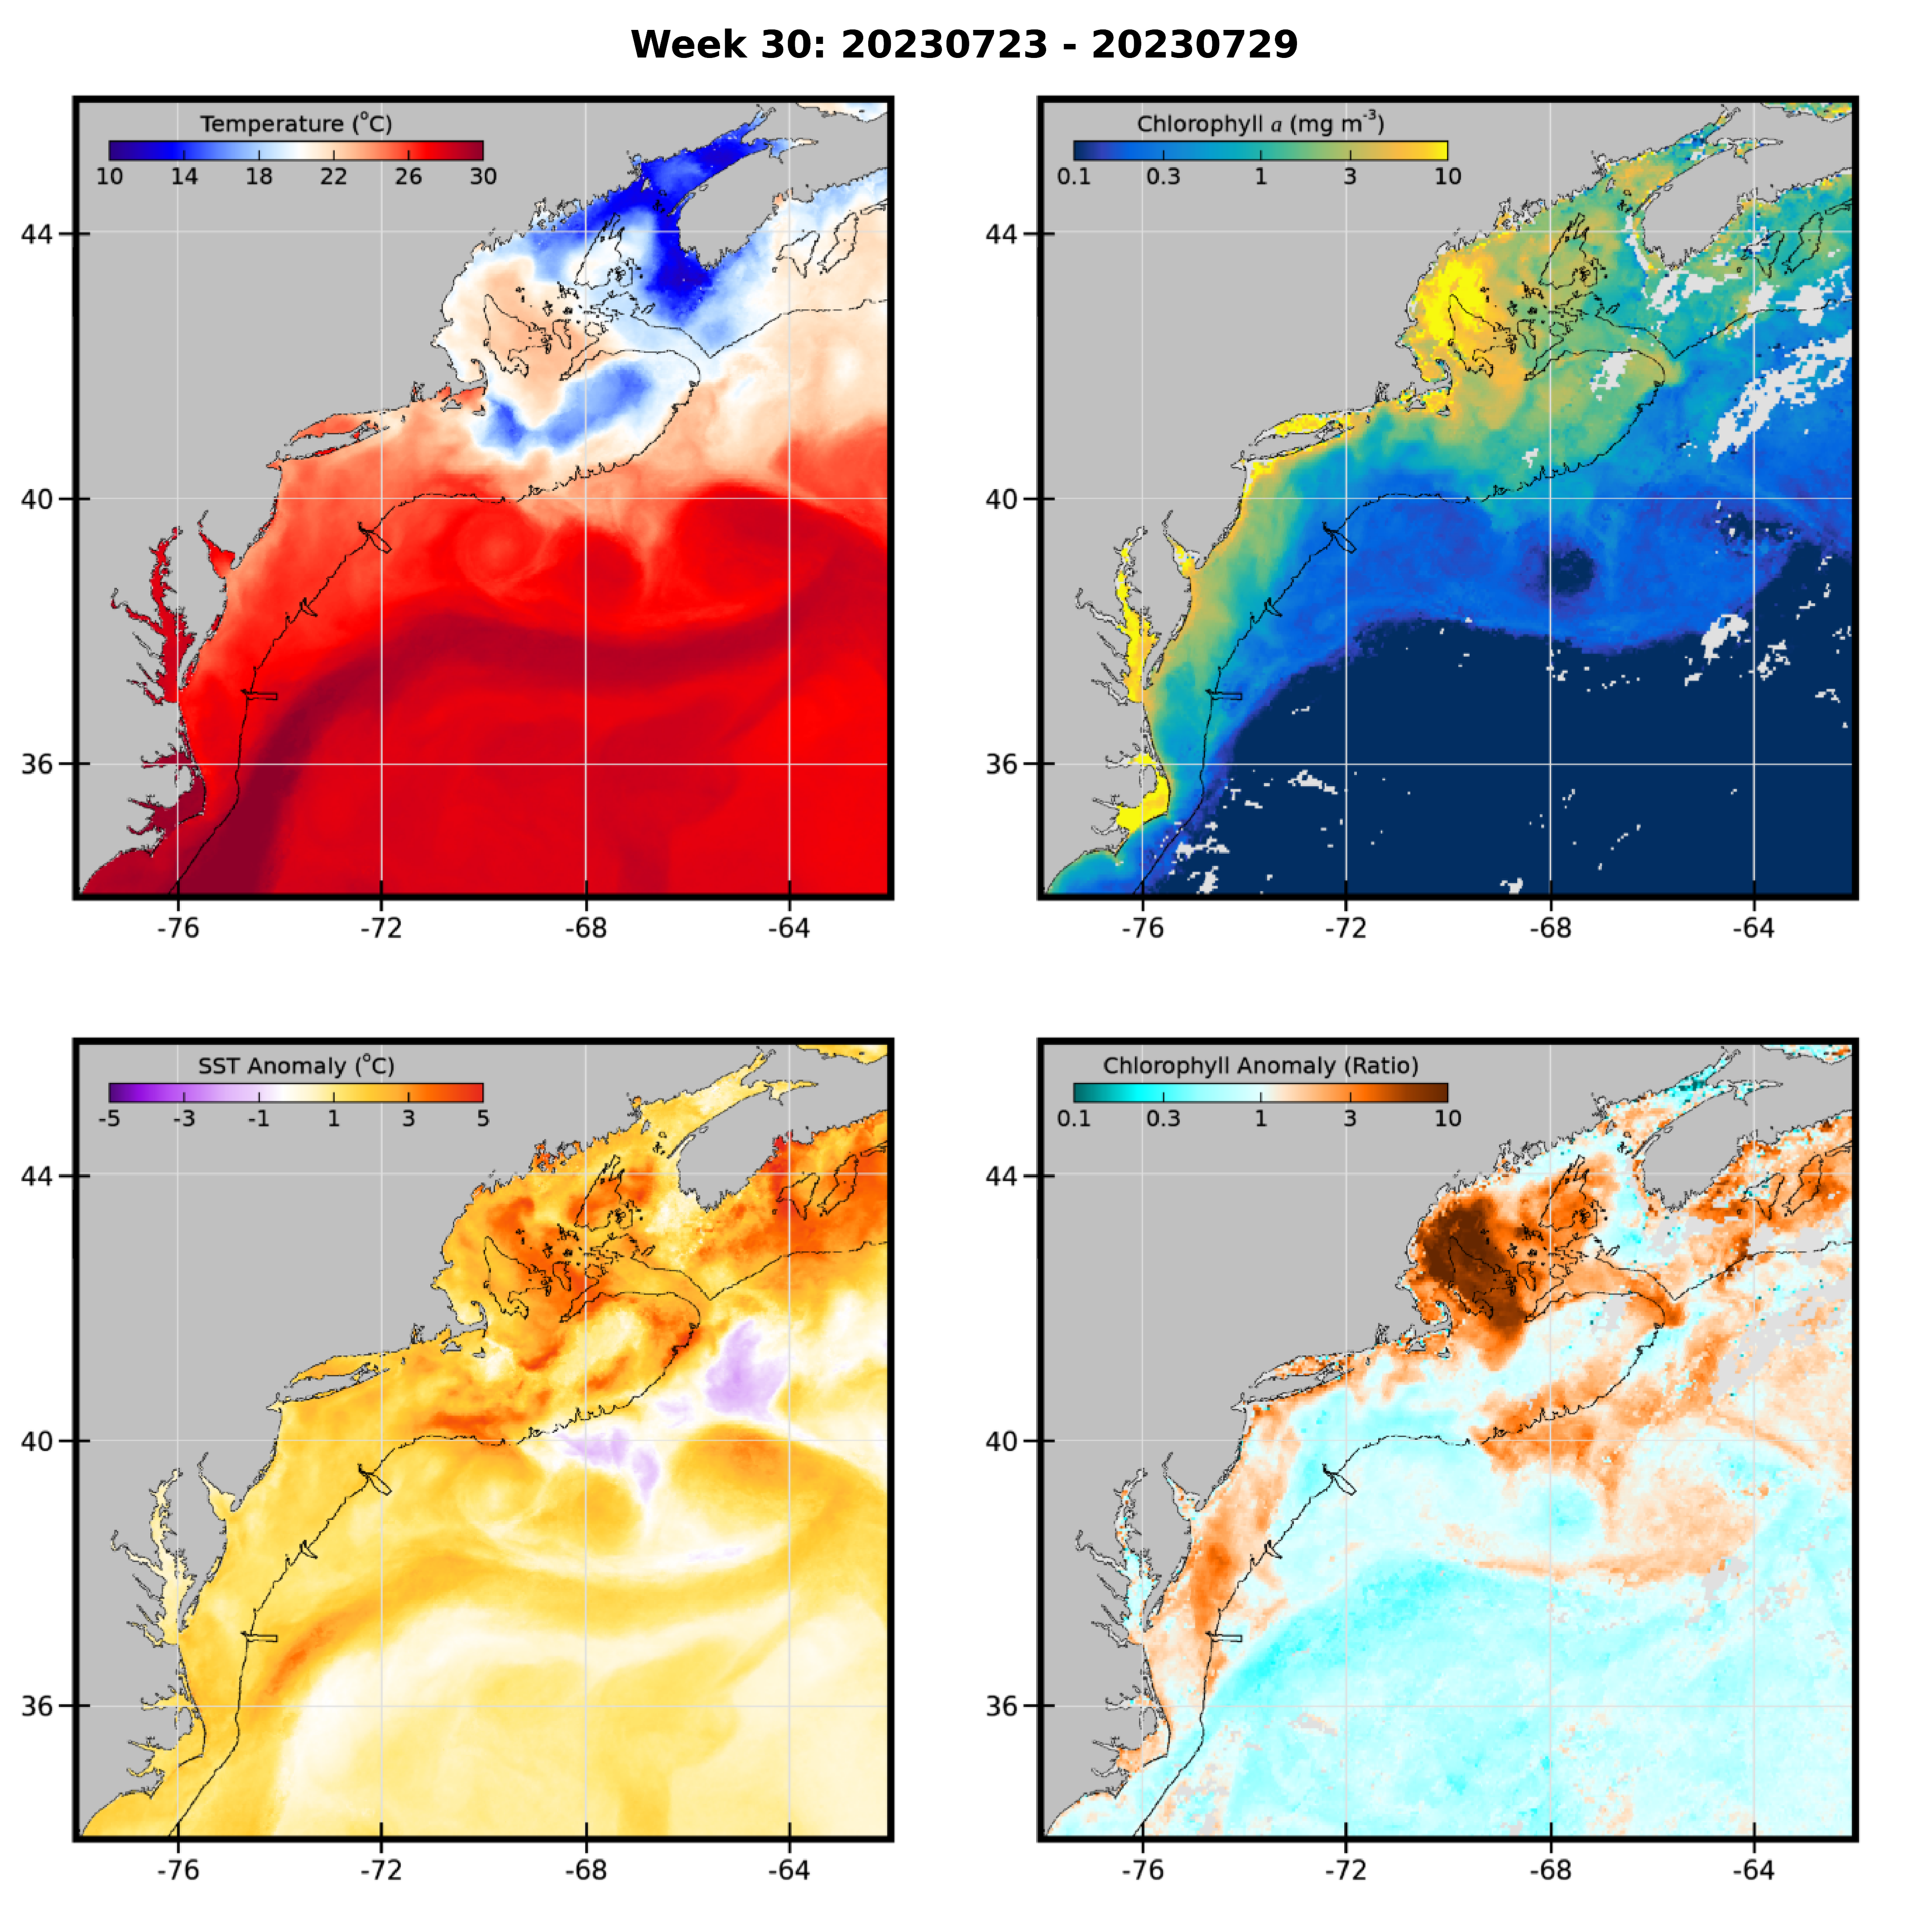 Week 30: 20230723 - 20230729
Temperature (°C)
10 14 18 22 26 30
44
40
36
-76 -72 -68 -64
Chlorophyll a (mg m⁻³)
0.1 0.3 1 3 10
44
40
36
-76 -72 -68 -64
SST Anomaly (°C)
-5 -3 -1 1 3 5
44
40
36
-76 -72 -68 -64
Chlorophyll Anomaly (Ratio)
0.1 0.3 1 3 10
44
40
36
-76 -72 -68 -64